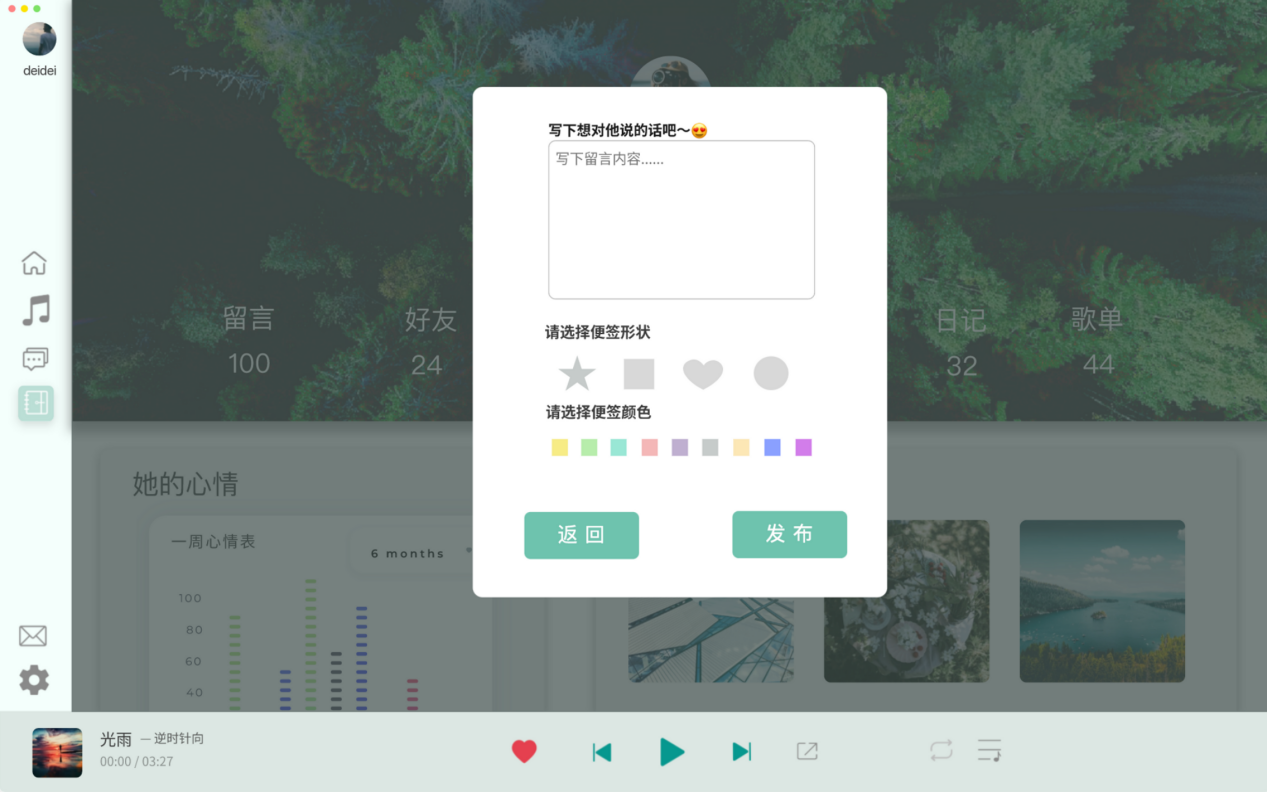 deidei
写下想对他说的话吧～😍
写下留言内容......
留言
100
好友
24
日记
32
歌单
44
请选择便签形状
请选择便签颜色
返回
发布
她的心情
一周心情表
6 months
100
80
60
40
光雨 — 逆时针向
00:00 / 03:27